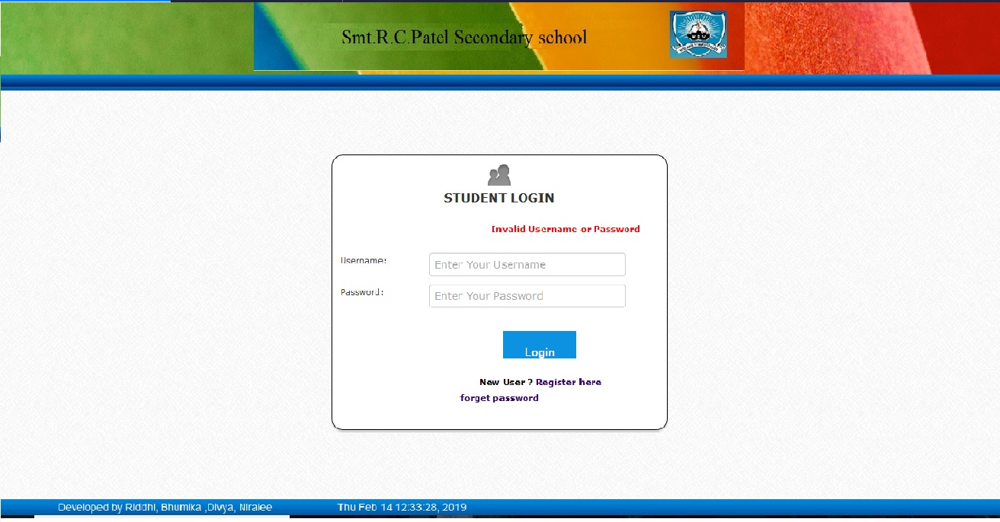 Smt.R.C.Patel Secondary school
STUDENT LOGIN
Invalid Username or Password
Username:
Enter Your Username
Password:
Enter Your Password
Login
New User ? Register here
forget password
Developed by Riddhi, Bhumika ,Divya, Niralee
Thu Feb 14 12:33:28, 2019